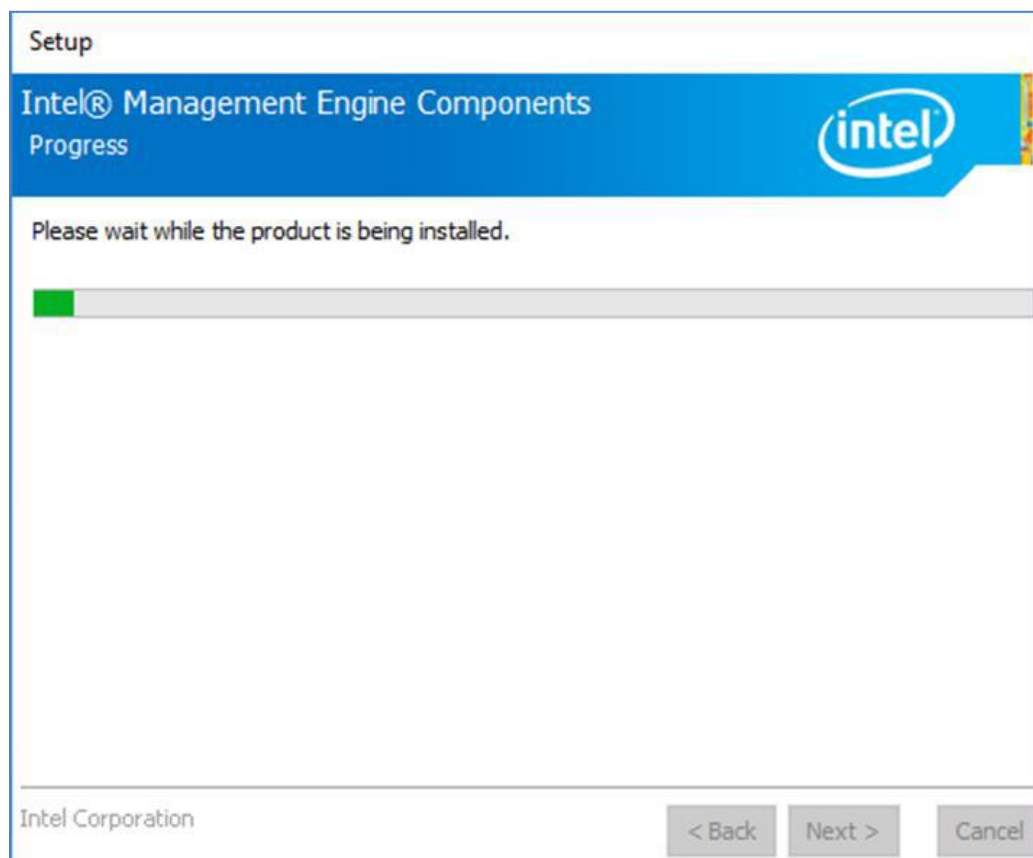 Setup
Intel® Management Engine Components
Progress
intel
Please wait while the product is being installed.
Intel Corporation
< Back Next > Cancel